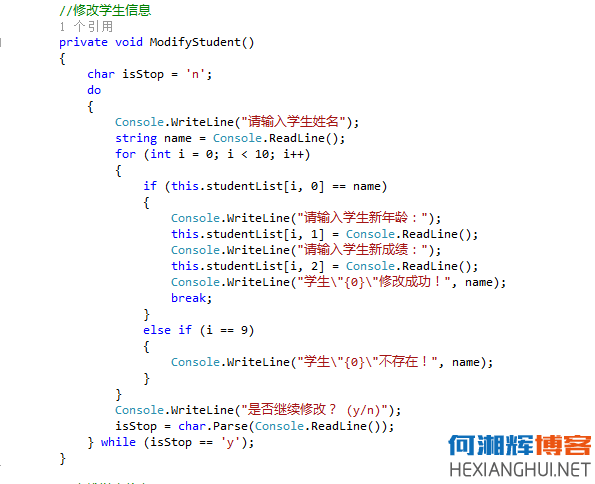 //修改学生信息
1 个引用
private void ModifyStudent()
{
    char isStop = 'n';
    do
    {
        Console.WriteLine("请输入学生姓名");
        string name = Console.ReadLine();
        for (int i = 0; i < 10; i++)
        {
            if (this.studentList[i, 0] == name)
            {
                Console.WriteLine("请输入学生新年龄：");
                this.studentList[i, 1] = Console.ReadLine();
                Console.WriteLine("请输入学生新成绩：");
                this.studentList[i, 2] = Console.ReadLine();
                Console.WriteLine("学生\"{0}\"修改成功！", name);
                break;
            }
            else if (i == 9)
            {
                Console.WriteLine("学生\"{0}\"不存在！", name);
            }
        }
        Console.WriteLine("是否继续修改？ (y/n)");
        isStop = char.Parse(Console.ReadLine());
    } while (isStop == 'y');
}
何湘辉博客
HEXIANGHUI.NET